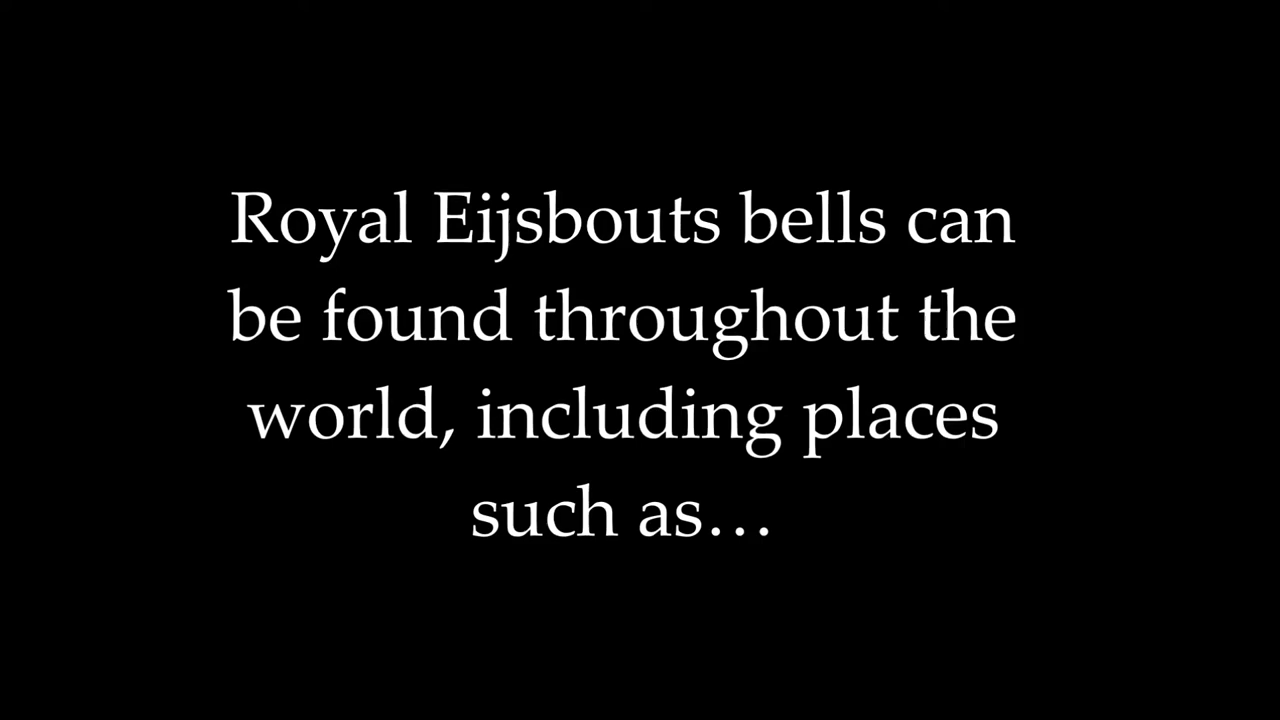 Royal Eijsbouts bells can
be found throughout the
world, including places
such as…